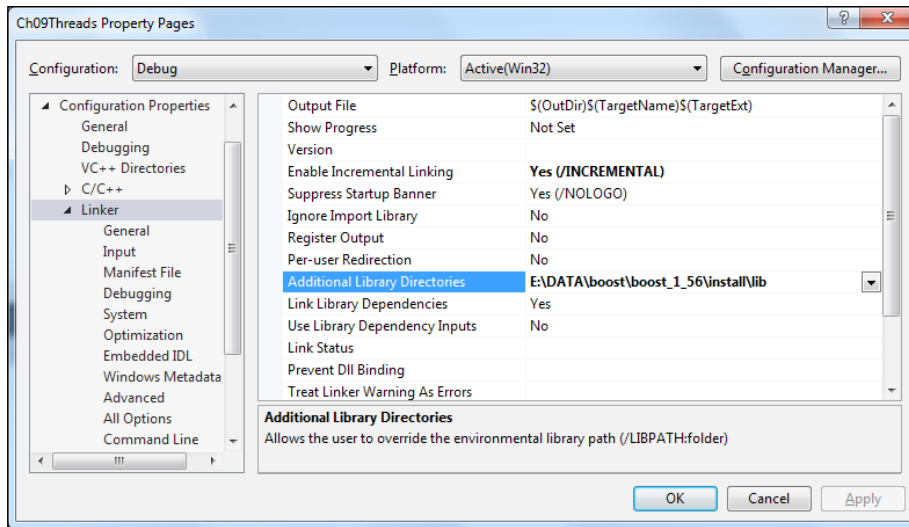 Ch09Threads Property Pages
Configuration: Debug Platform: Active(Win32) Configuration Manager...
Configuration Properties
General
Debugging
VC++ Directories
C/C++
Linker
General
Input
Manifest File
Debugging
System
Optimization
Embedded IDL
Windows Metadata
Advanced
All Options
Command Line
Output File $(OutDir)$(TargetName)$(TargetExt)
Show Progress Not Set
Version
Enable Incremental Linking Yes (/INCREMENTAL)
Suppress Startup Banner Yes (/NOLOGO)
Ignore Import Library No
Register Output No
Per-user Redirection No
Additional Library Directories E:\DATA\boost\boost_1_56\install\lib
Link Library Dependencies Yes
Use Library Dependency Inputs No
Link Status
Prevent Dll Binding
Treat Linker Warning As Errors
Additional Library Directories
Allows the user to override the environmental library path (/LIBPATH:folder)
OK Cancel Apply